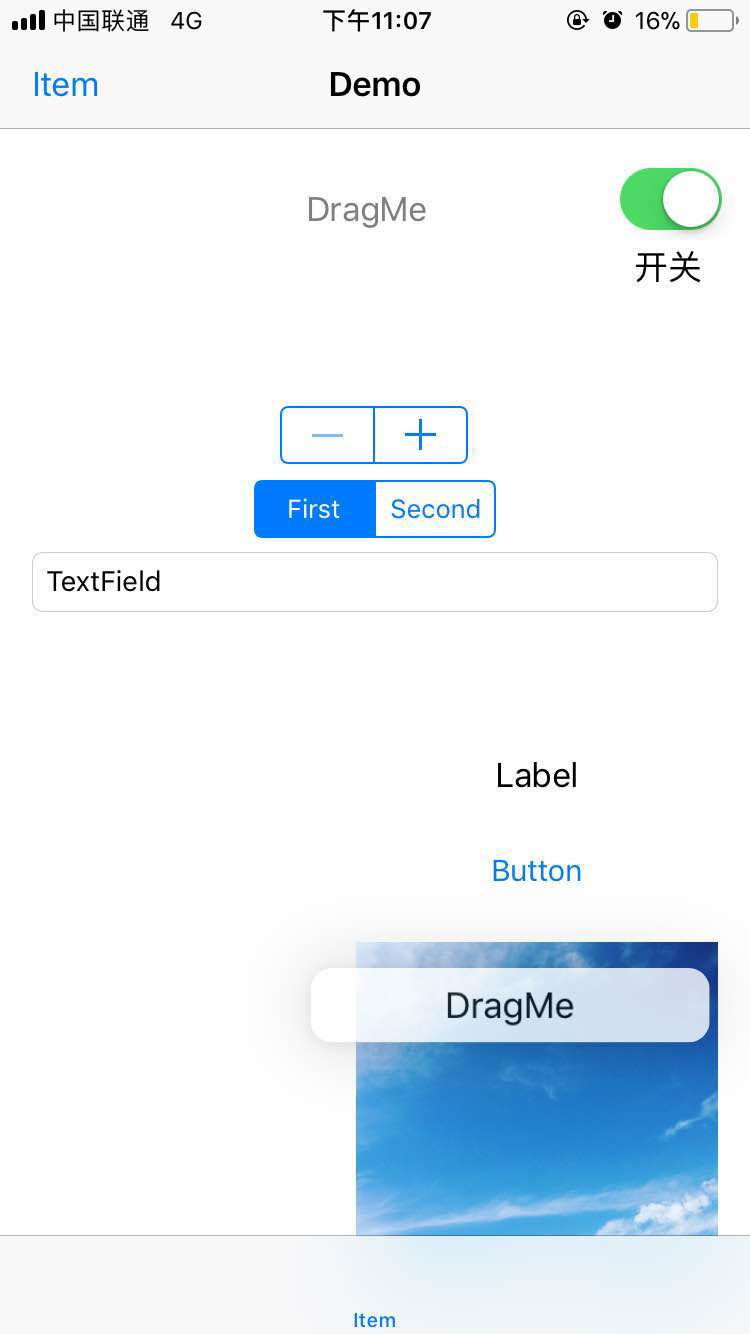 中国联通 4G 下午11:07 16%
Item Demo
DragMe
开关
First Second
TextField
Label
Button
DragMe
Item